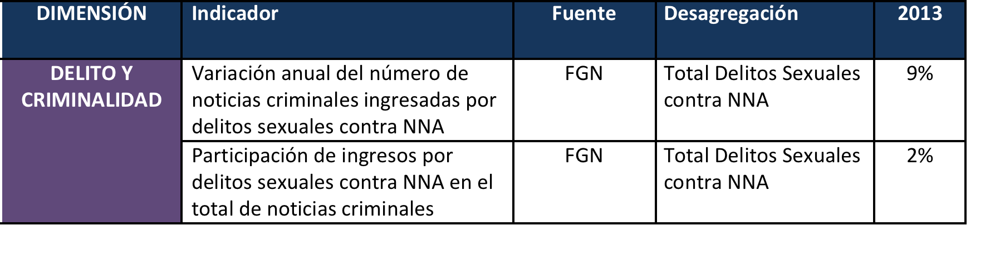 DIMENSIÓN Indicador Fuente Desagregación 2013
DELITO Y
CRIMINALIDAD
Variación anual del número de
noticias criminales ingresadas por
delitos sexuales contra NNA
FGN
Total Delitos Sexuales
contra NNA
9%
Participación de ingresos por
delitos sexuales contra NNA en el
total de noticias criminales
FGN
Total Delitos Sexuales
contra NNA
2%